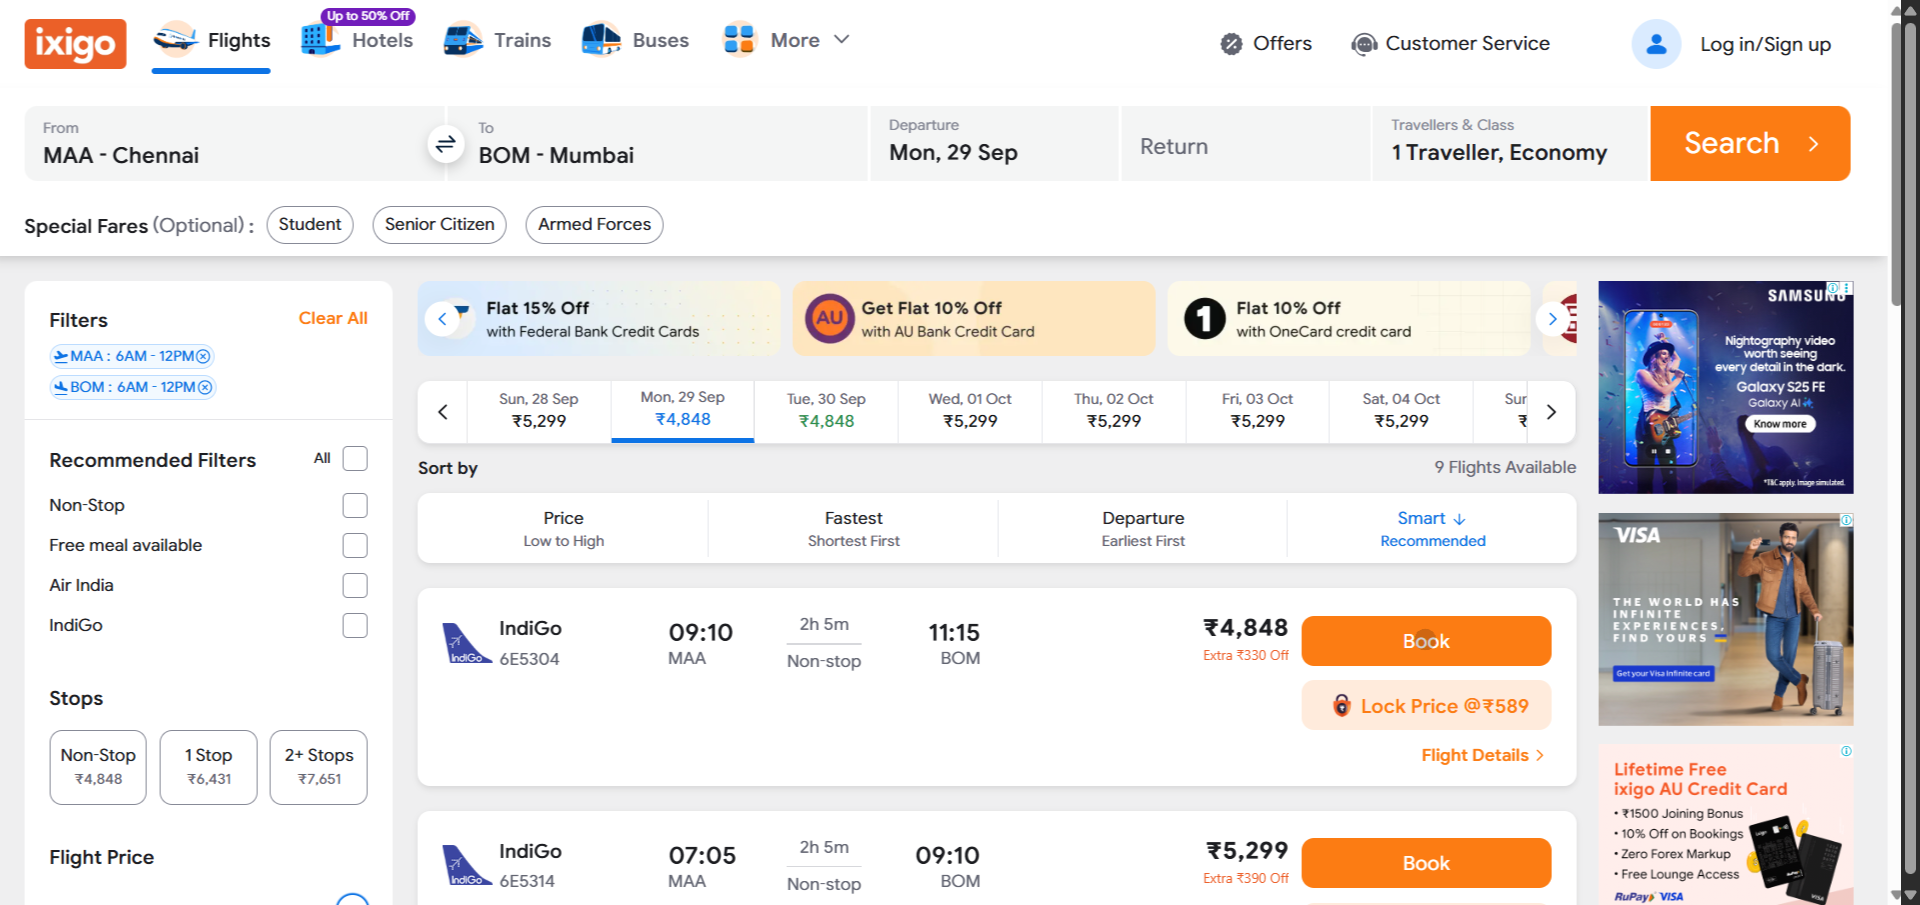 ixigo
Flights
Up to 50% Off
Hotels
Trains
Buses
More
Offers
Customer Service
Log in/Sign up
From
MAA - Chennai
To
BOM - Mumbai
Departure
Mon, 29 Sep
Return
Travellers & Class
1 Traveller, Economy
Search
Special Fares (Optional) :
Student
Senior Citizen
Armed Forces
Filters
Clear All
MAA : 6AM - 12PM
BOM : 6AM - 12PM
Recommended Filters
All
Non-Stop
Free meal available
Air India
IndiGo
Stops
Non-Stop
₹4,848
1 Stop
₹6,431
2+ Stops
₹7,651
Flight Price
Flat 15% Off
with Federal Bank Credit Cards
AU
Get Flat 10% Off
with AU Bank Credit Card
1
Flat 10% Off
with OneCard credit card
Sun, 28 Sep
₹5,299
Mon, 29 Sep
₹4,848
Tue, 30 Sep
₹4,848
Wed, 01 Oct
₹5,299
Thu, 02 Oct
₹5,299
Fri, 03 Oct
₹5,299
Sat, 04 Oct
₹5,299
Sur
₹
Sort by
9 Flights Available
Price
Low to High
Fastest
Shortest First
Departure
Earliest First
Smart
Recommended
IndiGo
IndiGo
6E5304
09:10
MAA
2h 5m
Non-stop
11:15
BOM
₹4,848
Extra ₹330 Off
Book
Lock Price @₹589
Flight Details
IndiGo
IndiGo
6E5314
07:05
MAA
2h 5m
Non-stop
09:10
BOM
₹5,299
Extra ₹390 Off
Book
SAMSUNG
Nightography video
worth seeing
every detail in the dark.
Galaxy S25 FE
Galaxy AI
Know more
*T&C apply. Image simulated.
VISA
THE WORLD HAS
INFINITE
EXPERIENCES.
FIND YOURS
Get your Visa Infinite card
Lifetime Free
ixigo AU Credit Card
• ₹1500 Joining Bonus
• 10% Off on Bookings
• Zero Forex Markup
• Free Lounge Access
RuPay VISA